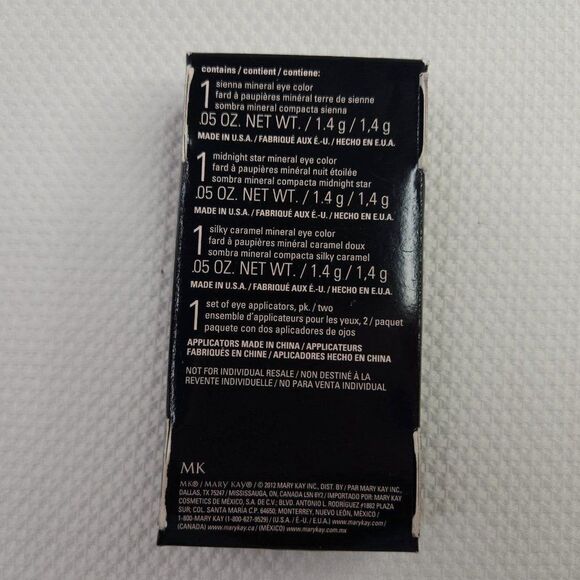 contains / contient / contiene:
1 sienna mineral eye color
fard à paupières minéral terre de sienne
sombra mineral compacta sienna
.05 OZ. NET WT. / 1.4 g / 1,4 g
MADE IN U.S.A. / FABRIQUÉ AUX É.-U. / HECHO EN E.U.A.
1 midnight star mineral eye color
fard à paupières minéral nuit étoilée
sombra mineral compacta midnight star
.05 OZ. NET WT. / 1.4 g / 1,4 g
MADE IN U.S.A. / FABRIQUÉ AUX É.-U. / HECHO EN E.U.A.
1 silky caramel mineral eye color
fard à paupières minéral caramel doux
sombra mineral compacta silky caramel
.05 OZ. NET WT. / 1.4 g / 1,4 g
MADE IN U.S.A. / FABRIQUÉ AUX É.-U. / HECHO EN E.U.A.
1 set of eye applicators, pk. / two
ensemble d'applicateurs pour les yeux, 2 / paquet
paquete con dos aplicadores de ojos
APPLICATORS MADE IN CHINA / APPLICATEURS
FABRIQUÉS EN CHINE / APLICADORES HECHO EN CHINA
NOT FOR INDIVIDUAL RESALE / NON DESTINÉ À LA
REVENTE INDIVIDUELLE / NO PARA VENTA INDIVIDUAL
MK
MK® / MARY KAY® / © 2012 MARY KAY INC., DIST. BY / PAR MARY KAY INC.,
DALLAS, TX 75247 / MISSISSAUGA, ON, CANADA L5N 6Y2 / IMPORTADO POR: MARY KAY
COSMETICS DE MÉXICO, S.A. DE C.V.: BLVD. ANTONIO L. RODRÍGUEZ #1882 PLAZA
SUR; COL. SANTA MARÍA C.P. 64650; MONTERREY, NUEVO LEÓN, MÉXICO /
1-800-MARY KAY (1-800-627-9529) / (U.S.A. / É.-U. / E.U.A.) www.marykay.com /
(CANADA) www.marykay.ca / (MÉXICO) www.marykay.com.mx